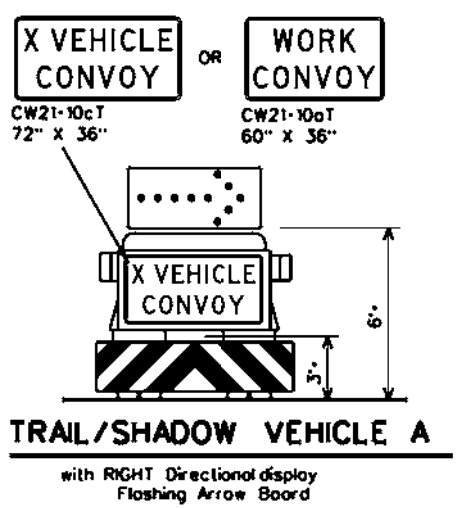 X VEHICLE
CONVOY
OR
WORK
CONVOY
CW21-10cT
72" X 36"
CW21-10aT
60" X 36"
X VEHICLE
CONVOY
6'+
3'+
TRAIL/SHADOW VEHICLE A
with RIGHT Directional display
Flashing Arrow Board